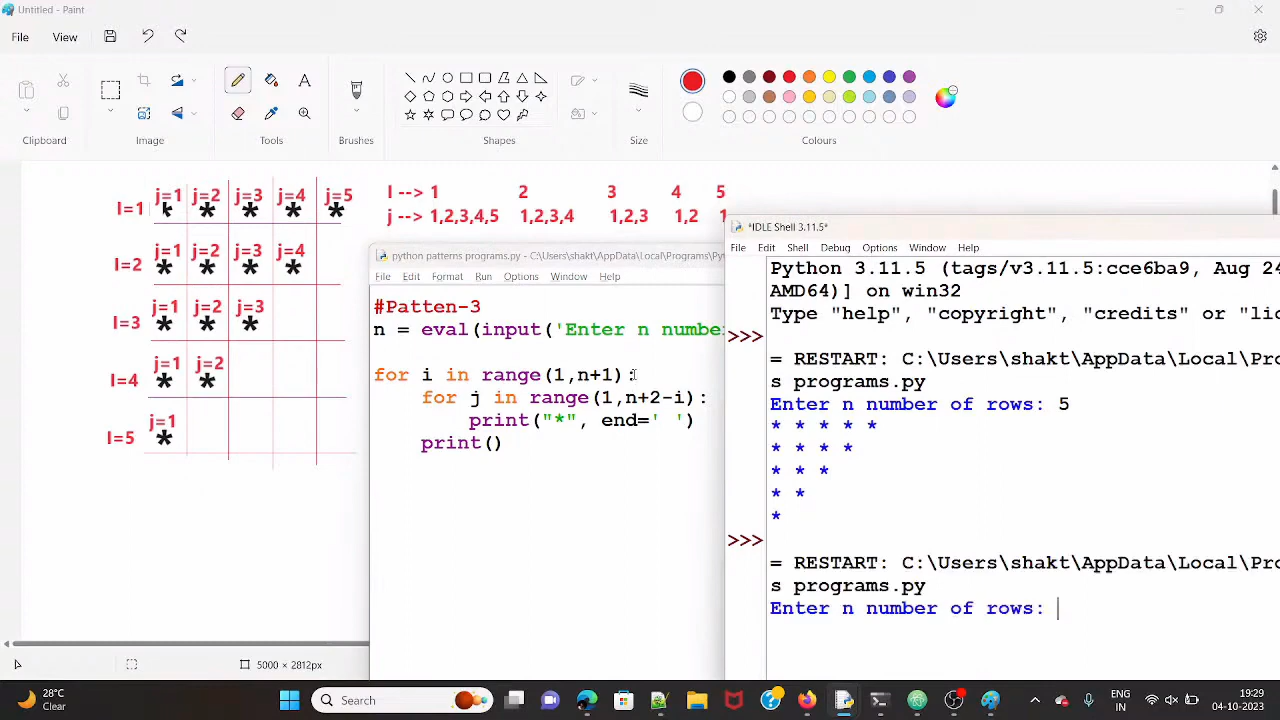 Untitled - Paint
File View
Clipboard Image Tools Brushes Shapes Size Colours
j=1 j=2 j=3 j=4 j=5
I=1 * * * * *
j=1 j=2 j=3 j=4
I=2 * * * *
j=1 j=2 j=3
I=3 * * *
j=1 j=2
I=4 * *
j=1
I=5 *
I --> 1 2 3 4 5
j --> 1,2,3,4,5 1,2,3,4 1,2,3 1,2 1
5000 × 2812px
python patterns programs.py - C:\Users\shakt\AppData\Local\Programs\Py
File Edit Format Run Options Window Help
#Patten-3
n = eval(input('Enter n number
for i in range(1,n+1):
for j in range(1,n+2-i):
print("*", end=' ')
print()
*IDLE Shell 3.11.5*
File Edit Shell Debug Options Window Help
Python 3.11.5 (tags/v3.11.5:cce6ba9, Aug 24
AMD64)] on win32
Type "help", "copyright", "credits" or "lic
>>>
= RESTART: C:\Users\shakt\AppData\Local\Pro
s programs.py
Enter n number of rows: 5
* * * * *
* * * *
* * *
* *
*
>>>
= RESTART: C:\Users\shakt\AppData\Local\Pro
s programs.py
Enter n number of rows:
28°C
Clear
Search
ENG
IN
19:29
04-10-2023